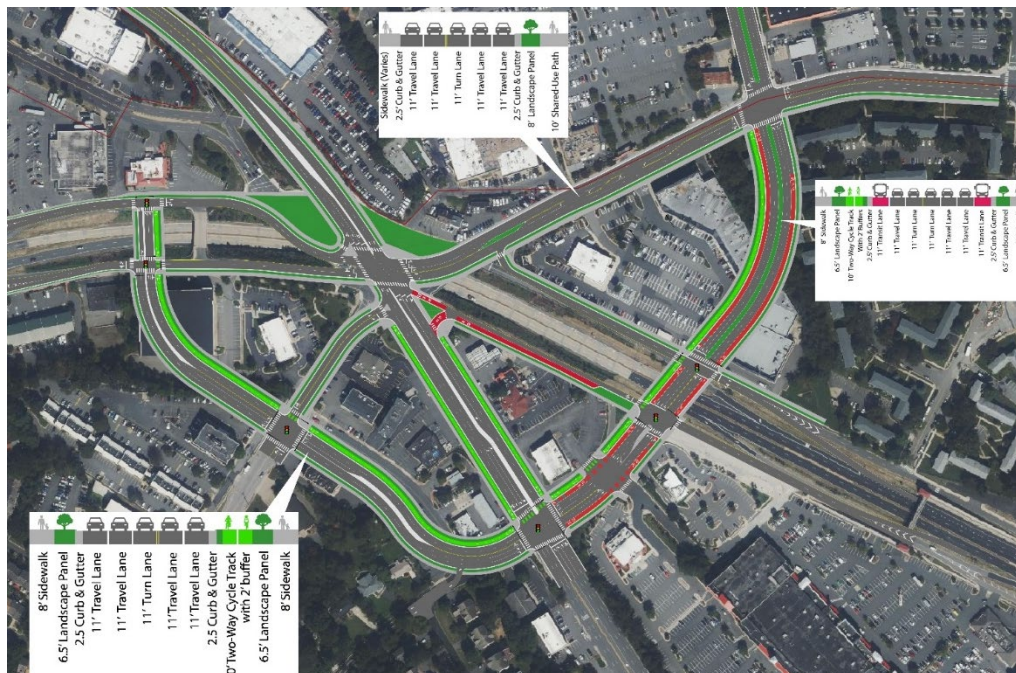 Sidewalk (Varies)
2.5' Curb & Gutter
11' Travel Lane
11' Travel Lane
11' Turn Lane
11' Travel Lane
11' Travel Lane
2.5' Curb & Gutter
8' Landscape Panel
10' Shared-Use Path
8' Sidewalk
6.5' Landscape Panel
10' Two-Way Cycle Track
With 2' Buffers
2.5' Curb & Gutter
11' Transit Lane
11' Travel Lane
11' Turn Lane
11' Turn Lane
11' Travel Lane
11' Travel Lane
11' Transit Lane
2.5' Curb & Gutter
6.5' Landscape Panel
8' Sidewalk
6.5' Landscape Panel
2.5 Curb & Gutter
11' Travel Lane
11' Travel Lane
11' Turn Lane
11' Travel Lane
11' Travel Lane
2.5 Curb & Gutter
0' Two-Way Cycle Track
with 2' buffer
6.5' Landscape Panel
8' Sidewalk